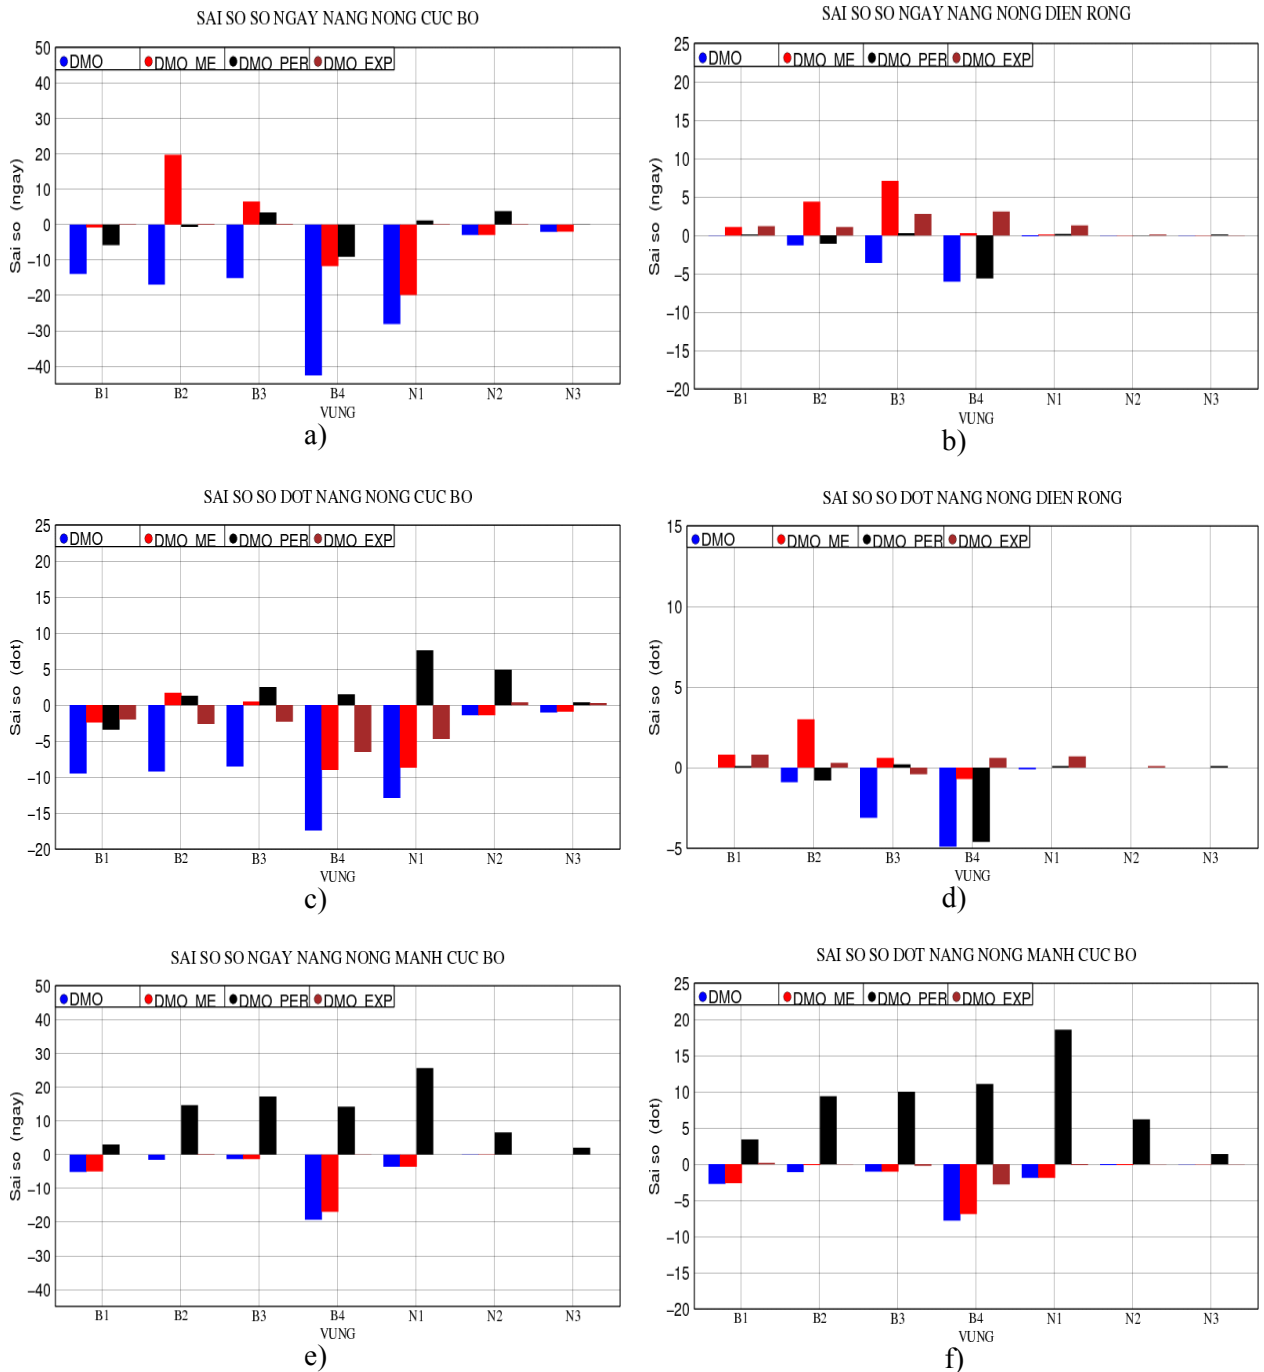 SAI SO SO NGAY NANG NONG CUC BO
50
40
30
20
10
0
−10
−20
−30
−40
Sai so (ngay)
DMO DMO_ME DMO_PER DMO_EXP
B1 B2 B3 B4 N1 N2 N3
VUNG
a)
SAI SO SO NGAY NANG NONG DIEN RONG
25
20
15
10
5
0
−5
−10
−15
−20
Sai so (ngay)
DMO DMO_ME DMO_PER DMO_EXP
B1 B2 B3 B4 N1 N2 N3
VUNG
b)
SAI SO SO DOT NANG NONG CUC BO
25
20
15
10
5
0
−5
−10
−15
−20
Sai so (dot)
DMO DMO_ME DMO_PER DMO_EXP
B1 B2 B3 B4 N1 N2 N3
VUNG
c)
SAI SO SO DOT NANG NONG DIEN RONG
15
10
5
0
−5
Sai so (dot)
DMO DMO_ME DMO_PER DMO_EXP
B1 B2 B3 B4 N1 N2 N3
VUNG
d)
SAI SO SO NGAY NANG NONG MANH CUC BO
50
40
30
20
10
0
−10
−20
−30
−40
Sai so (ngay)
DMO DMO_ME DMO_PER DMO_EXP
B1 B2 B3 B4 N1 N2 N3
VUNG
e)
SAI SO SO DOT NANG NONG MANH CUC BO
25
20
15
10
5
0
−5
−10
−15
−20
Sai so (dot)
DMO DMO_ME DMO_PER DMO_EXP
B1 B2 B3 B4 N1 N2 N3
VUNG
f)